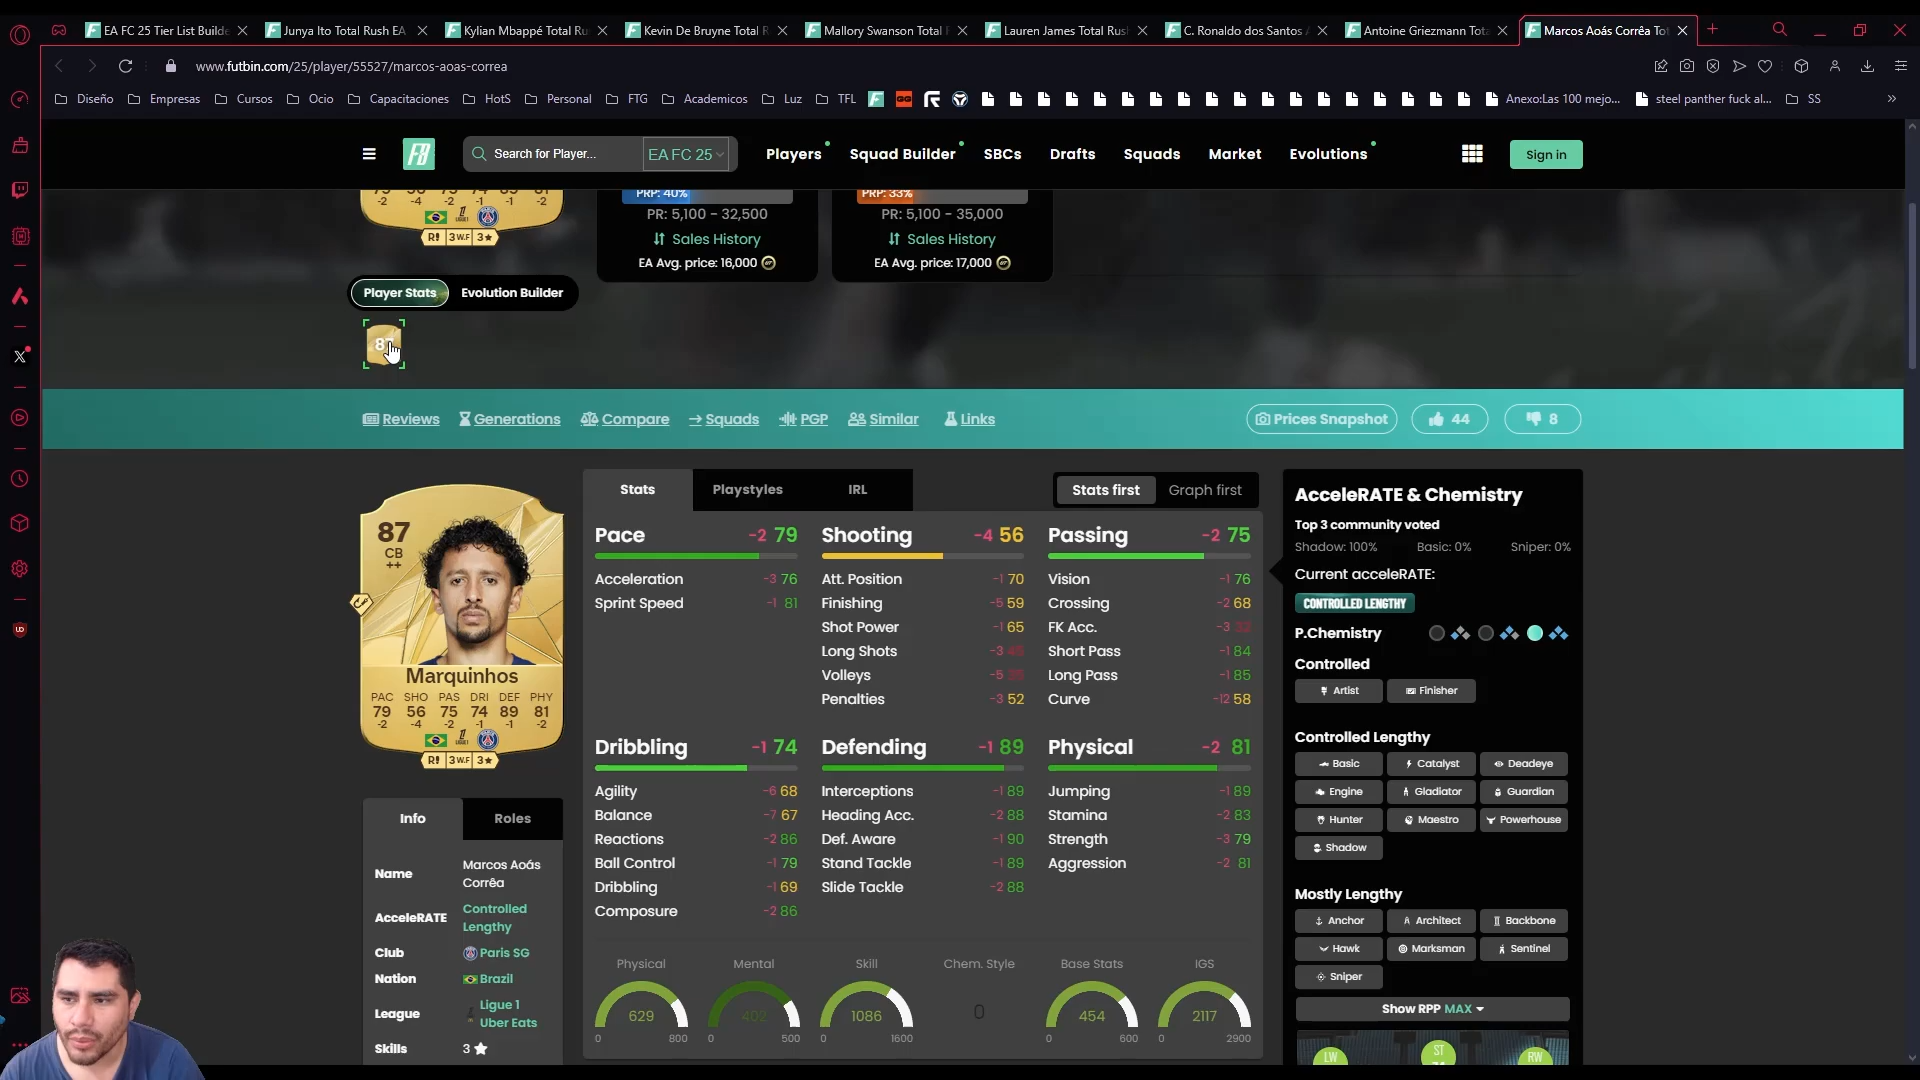 EA FC 25 Tier List Builde
Junya Ito Total Rush EA
Kylian Mbappé Total Ru
Kevin De Bruyne Total R
Mallory Swanson Total
Lauren James Total Rus
C. Ronaldo dos Santos
Antoine Griezmann Tota
Marcos Aoás Corrêa Tot
www.futbin.com/25/player/55527/marcos-aoas-correa
Diseño
Empresas
Cursos
Ocio
Capacitaciones
HotS
Personal
FTG
Academicos
Luz
TFL
Anexo:Las 100 mejo...
steel panther fuck al...
SS
Search for Player...
EA FC 25
Players
Squad Builder
SBCs
Drafts
Squads
Market
Evolutions
Sign in
-2 -4 -2 -1 -1 -2
R! 3 W.F 3★
PRP: 40%
PR: 5,100 - 32,500
Sales History
EA Avg. price: 16,000
PRP: 33%
PR: 5,100 - 35,000
Sales History
EA Avg. price: 17,000
Player Stats
Evolution Builder
Reviews
Generations
Compare
Squads
PGP
Similar
Links
Prices Snapshot
44
8
87
CB
++
Marquinhos
PAC SHO PAS DRI DEF PHY
79 56 75 74 89 81
-2 -4 -2 -1 -1 -2
R! 3 W.F 3★
Info
Roles
Name Marcos Aoás Corrêa
AcceleRATE Controlled Lengthy
Club Paris SG
Nation Brazil
League Ligue 1 Uber Eats
Skills 3 ★
Stats
Playstyles
IRL
Stats first
Graph first
Pace -2 79
Acceleration -3 76
Sprint Speed -1 81
Shooting -4 56
Att. Position -1 70
Finishing -5 59
Shot Power -1 65
Long Shots -3
Volleys -5
Penalties -3 52
Passing -2 75
Vision -1 76
Crossing -2 68
FK Acc. -3
Short Pass -1 84
Long Pass -1 85
Curve -12 58
Dribbling -1 74
Agility -6 68
Balance -7 67
Reactions -2 86
Ball Control -1 79
Dribbling -1 69
Composure -2 86
Defending -1 89
Interceptions -1 89
Heading Acc. -2 88
Def. Aware -1 90
Stand Tackle -1 89
Slide Tackle -2 88
Physical -2 81
Jumping -1 89
Stamina -2 83
Strength -3 79
Aggression -2 81
Physical
629
0 800
Mental
402
0 500
Skill
1086
0 1600
Chem. Style
0
Base Stats
454
0 600
IGS
2117
0 2900
AcceleRATE & Chemistry
Top 3 community voted
Shadow: 100% Basic: 0% Sniper: 0%
Current acceleRATE:
CONTROLLED LENGTHY
P.Chemistry
Controlled
Artist
Finisher
Controlled Lengthy
Basic
Catalyst
Deadeye
Engine
Gladiator
Guardian
Hunter
Maestro
Powerhouse
Shadow
Mostly Lengthy
Anchor
Architect
Backbone
Hawk
Marksman
Sentinel
Sniper
Show RPP MAX
LW
ST
RW